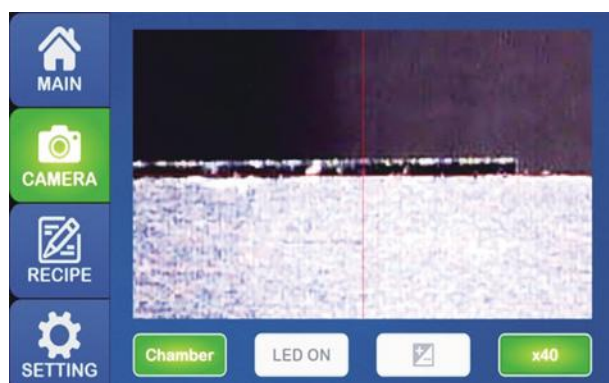 MAIN
CAMERA
RECIPE
SETTING
Chamber
LED ON
x40